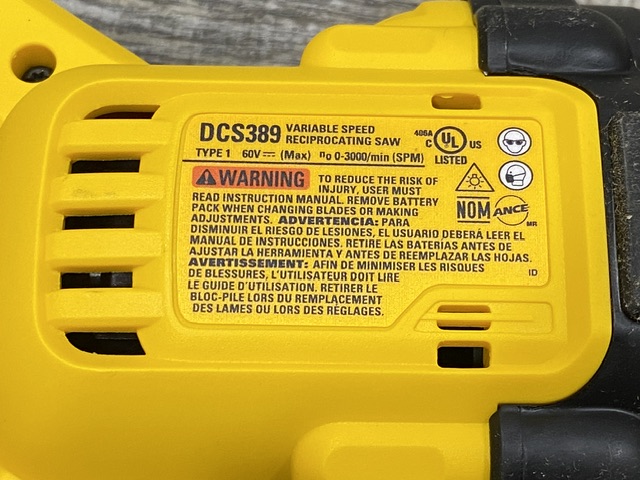 DCS389 VARIABLE SPEED
RECIPROCATING SAW
406A
C UL US
LISTED
TYPE 1 60V ⎓ (Max) n₀ 0-3000/min (SPM)
WARNING TO REDUCE THE RISK OF
INJURY, USER MUST
READ INSTRUCTION MANUAL. REMOVE BATTERY
PACK WHEN CHANGING BLADES OR MAKING
ADJUSTMENTS. ADVERTENCIA: PARA
DISMINUIR EL RIESGO DE LESIONES, EL USUARIO DEBERÁ LEER EL
MANUAL DE INSTRUCCIONES. RETIRE LAS BATERÍAS ANTES DE
AJUSTAR LA HERRAMIENTA Y ANTES DE REEMPLAZAR LAS HOJAS.
AVERTISSEMENT: AFIN DE MINIMISER LES RISQUES
DE BLESSURES, L'UTILISATEUR DOIT LIRE
LE GUIDE D'UTILISATION. RETIRER LE
BLOC-PILE LORS DU REMPLACEMENT
DES LAMES OU LORS DES RÉGLAGES.
NOM ANCE
MR
ID